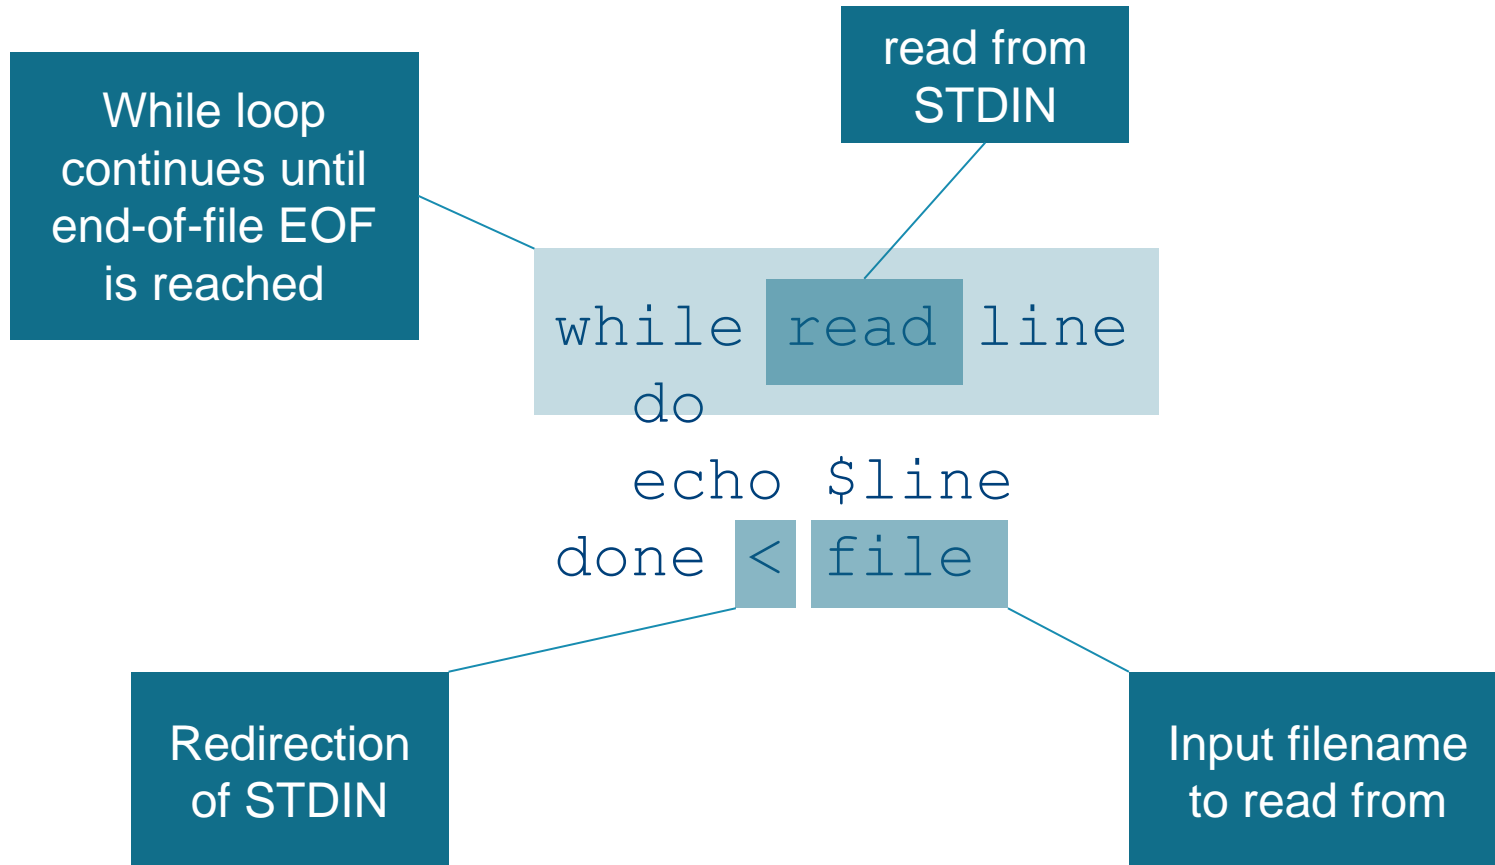 read from
STDIN
While loop
continues until
end-of-file EOF
is reached
while read line
do
echo $line
done < file
Redirection
of STDIN
Input filename
to read from